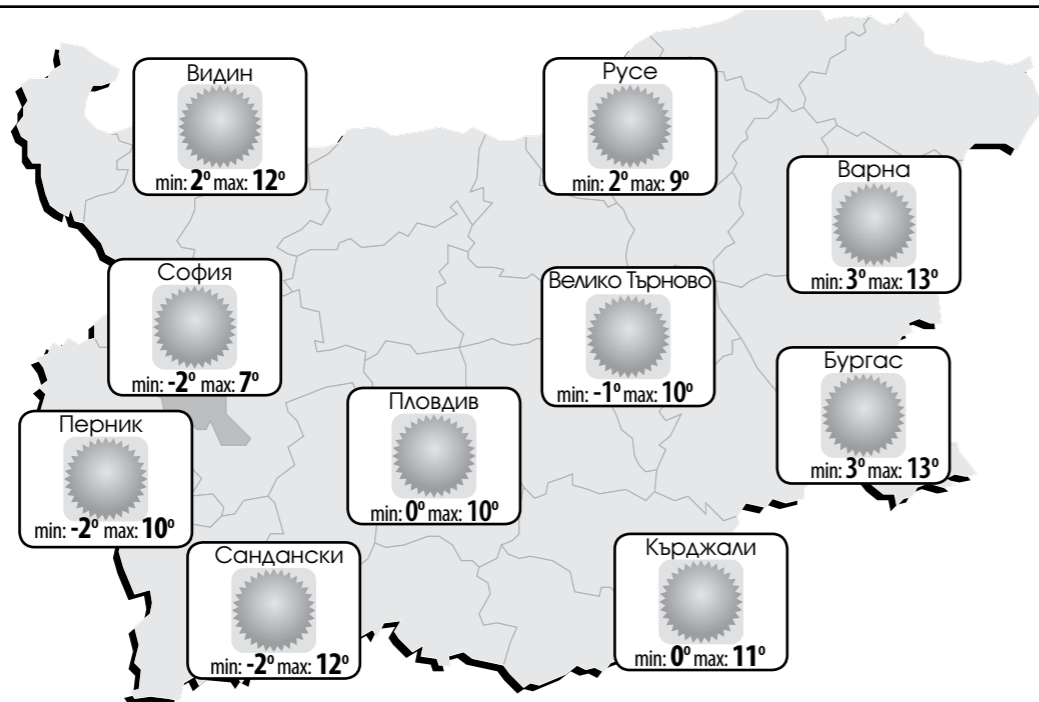 Видин
min: 2° max: 12°
Русе
min: 2° max: 9°
Варна
min: 3° max: 13°
София
min: -2° max: 7°
Велико Търново
min: -1° max: 10°
Бургас
min: 3° max: 13°
Пловдив
min: 0° max: 10°
Перник
min: -2° max: 10°
Сандански
min: -2° max: 12°
Кърджали
min: 0° max: 11°